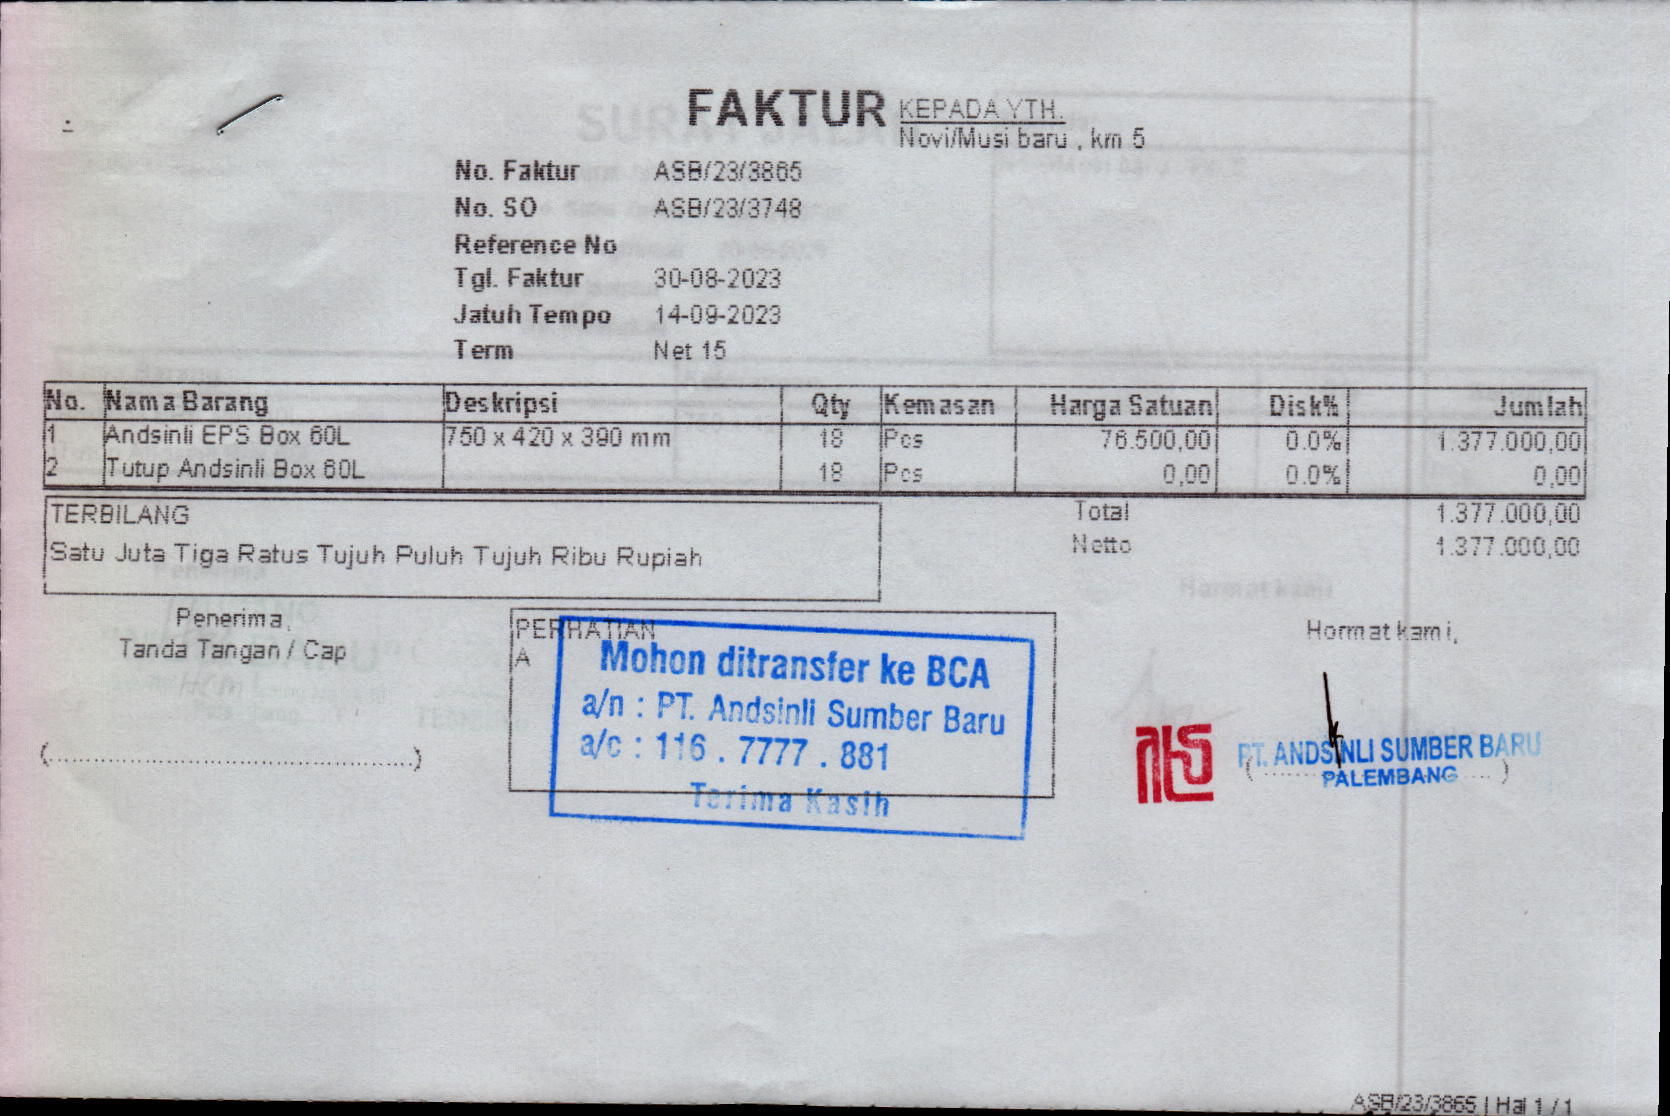 FAKTUR
KEPADA YTH.
Novi/Musi baru , km 5
No. Faktur ASB/23/3865
No. SO ASB/23/3748
Reference No
Tgl. Faktur 30-08-2023
Jatuh Tempo 14-09-2023
Term Net 15
No. Nama Barang Deskripsi Qty Kemasan Harga Satuan Disk% Jumlah
1 Andsinli EPS Box 60L 750 x 420 x 390 mm 18 Pcs 76.500,00 0.0% 1.377.000,00
2 Tutup Andsinli Box 60L 18 Pcs 0,00 0.0% 0,00
TERBILANG
Satu Juta Tiga Ratus Tujuh Puluh Tujuh Ribu Rupiah
Total 1.377.000,00
Netto 1.377.000,00
Penerima,
Tanda Tangan / Cap
(..........................................)
PERHATIAN
A
Mohon ditransfer ke BCA
a/n : PT. Andsinli Sumber Baru
a/c : 116 . 7777 . 881
Terima Kasih
Hormat kami,
PT. ANDSINLI SUMBER BARU
PALEMBANG
ASB/23/3865 | Hal 1 / 1